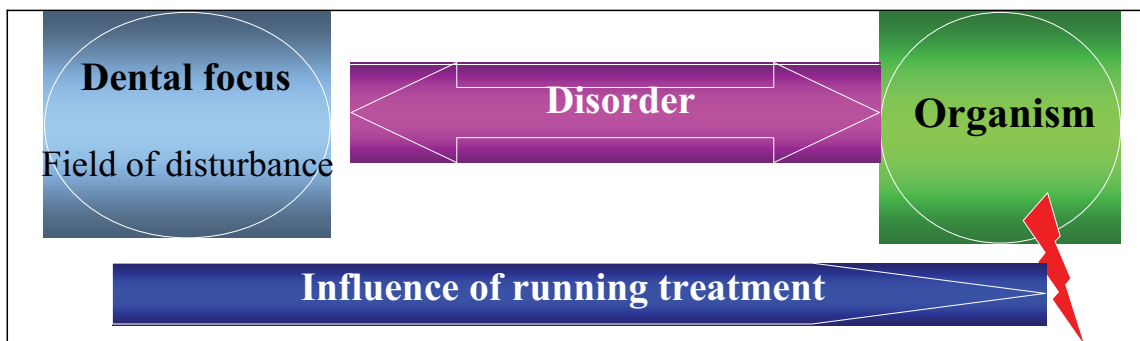 Dental focus
Field of disturbance
Disorder
Organism
Influence of running treatment